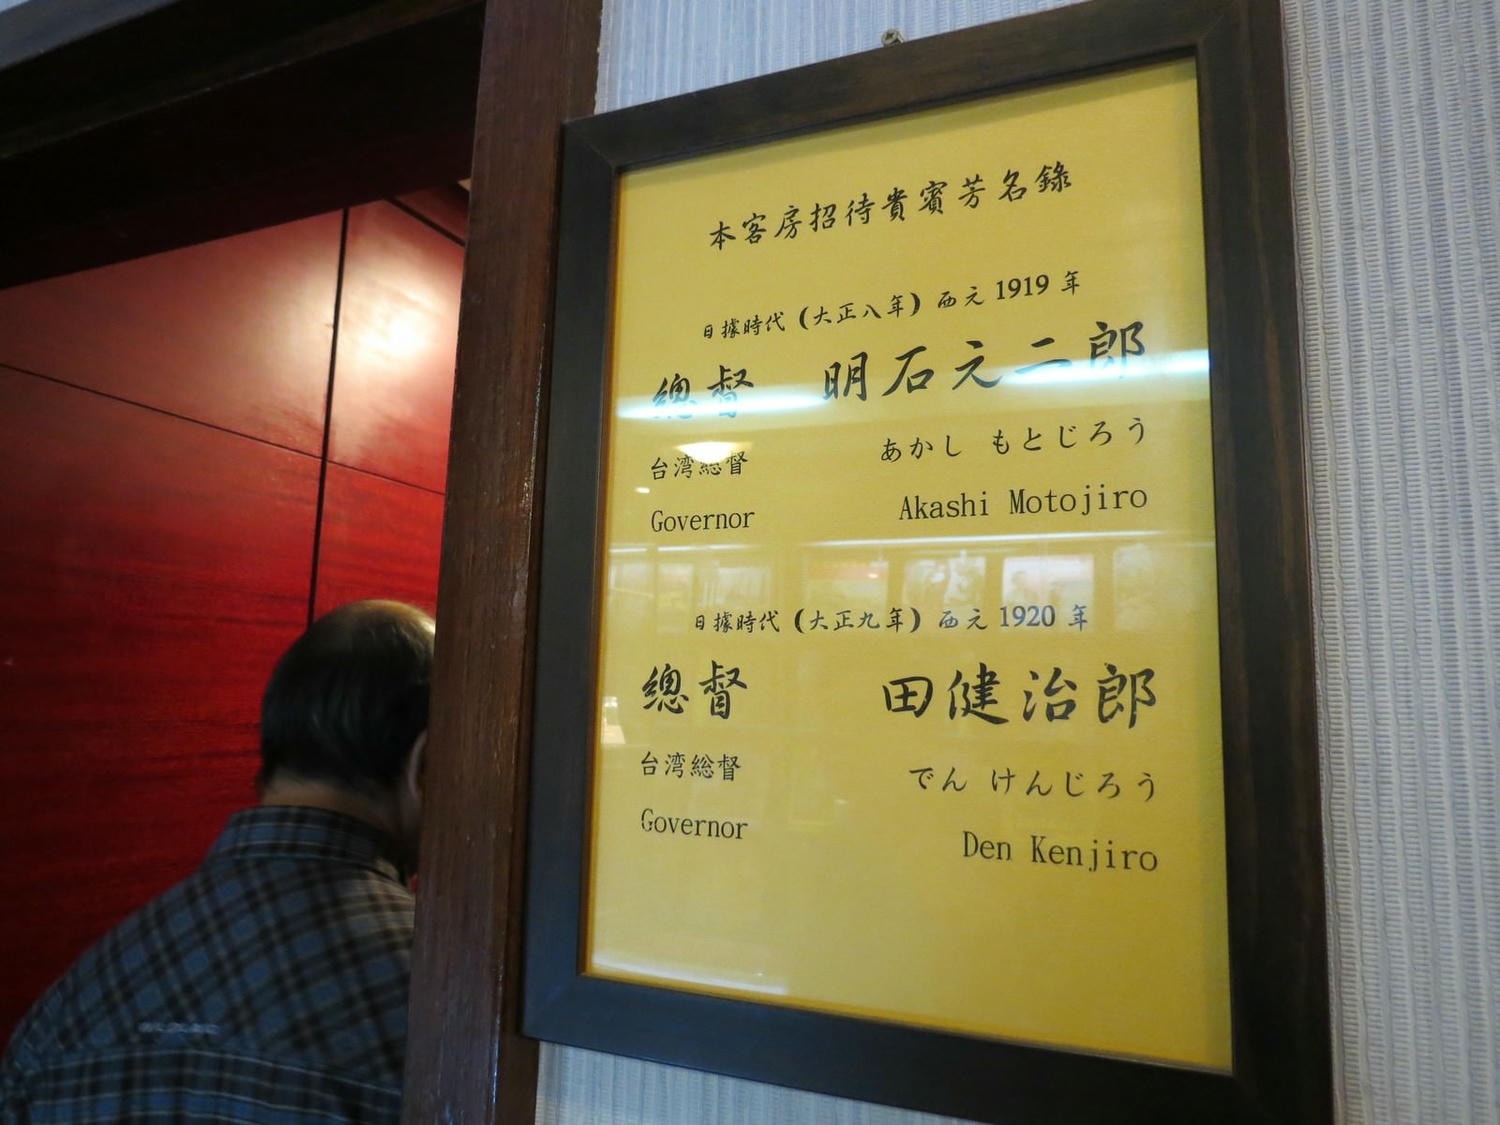 本客房招待貴賓芳名錄
日據時代（大正八年）西元 1919 年
總督 明石元二郎
台湾総督 あかし もとじろう
Governor Akashi Motojiro
日據時代（大正九年）西元 1920 年
總督 田健治郎
台湾総督 でん けんじろう
Governor Den Kenjiro